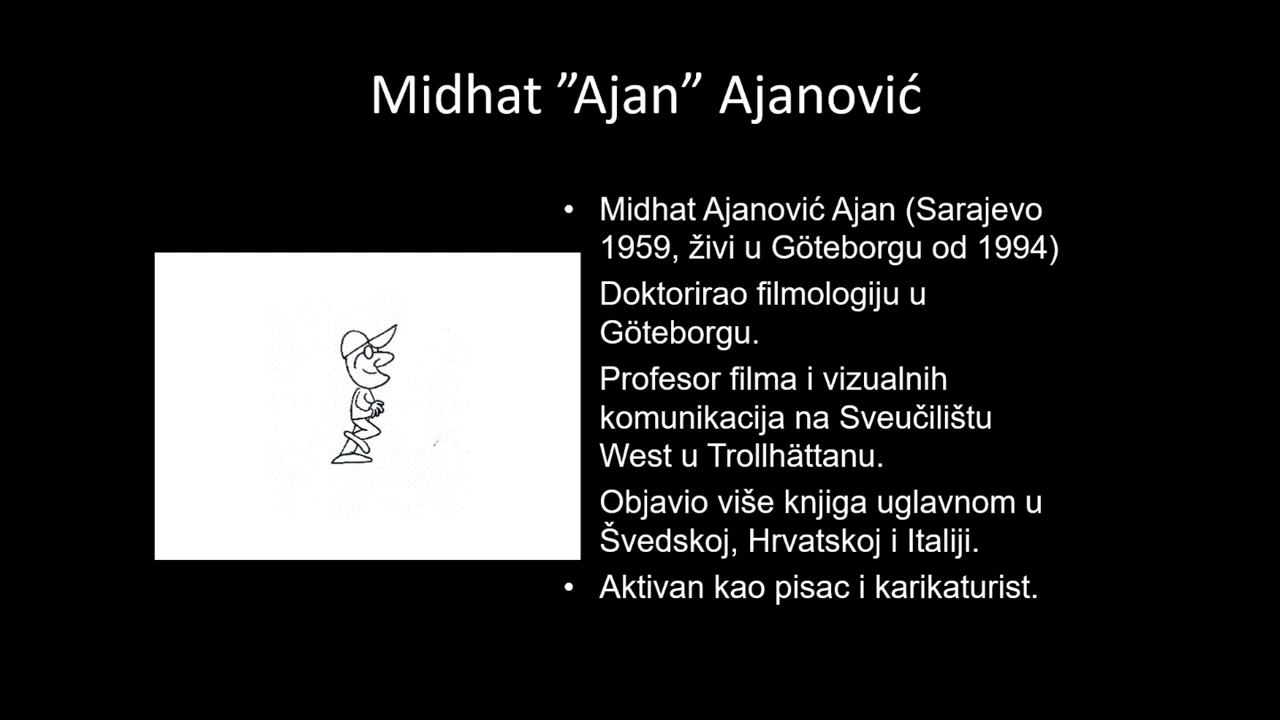 Midhat ”Ajan” Ajanović
• Midhat Ajanović Ajan (Sarajevo
1959, živi u Göteborgu od 1994)
Doktorirao filmologiju u
Göteborgu.
Profesor filma i vizualnih
komunikacija na Sveučilištu
West u Trollhättanu.
Objavio više knjiga uglavnom u
Švedskoj, Hrvatskoj i Italiji.
• Aktivan kao pisac i karikaturist.